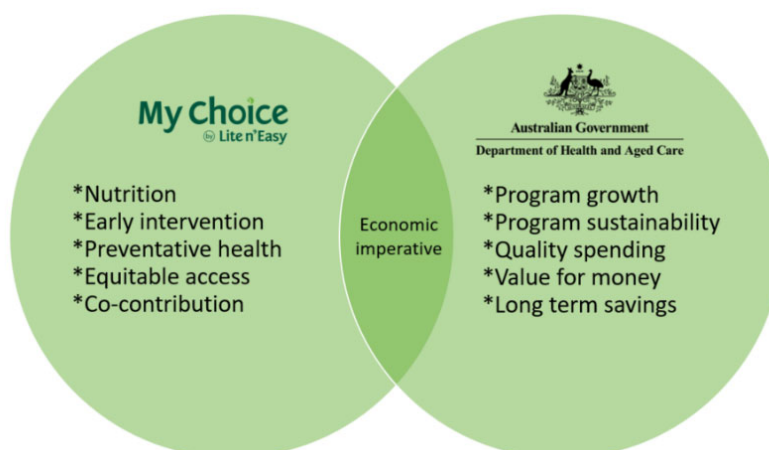 My Choice
by Lite n'Easy
*Nutrition
*Early intervention
*Preventative health
*Equitable access
*Co-contribution
Economic
imperative
Australian Government
Department of Health and Aged Care
*Program growth
*Program sustainability
*Quality spending
*Value for money
*Long term savings